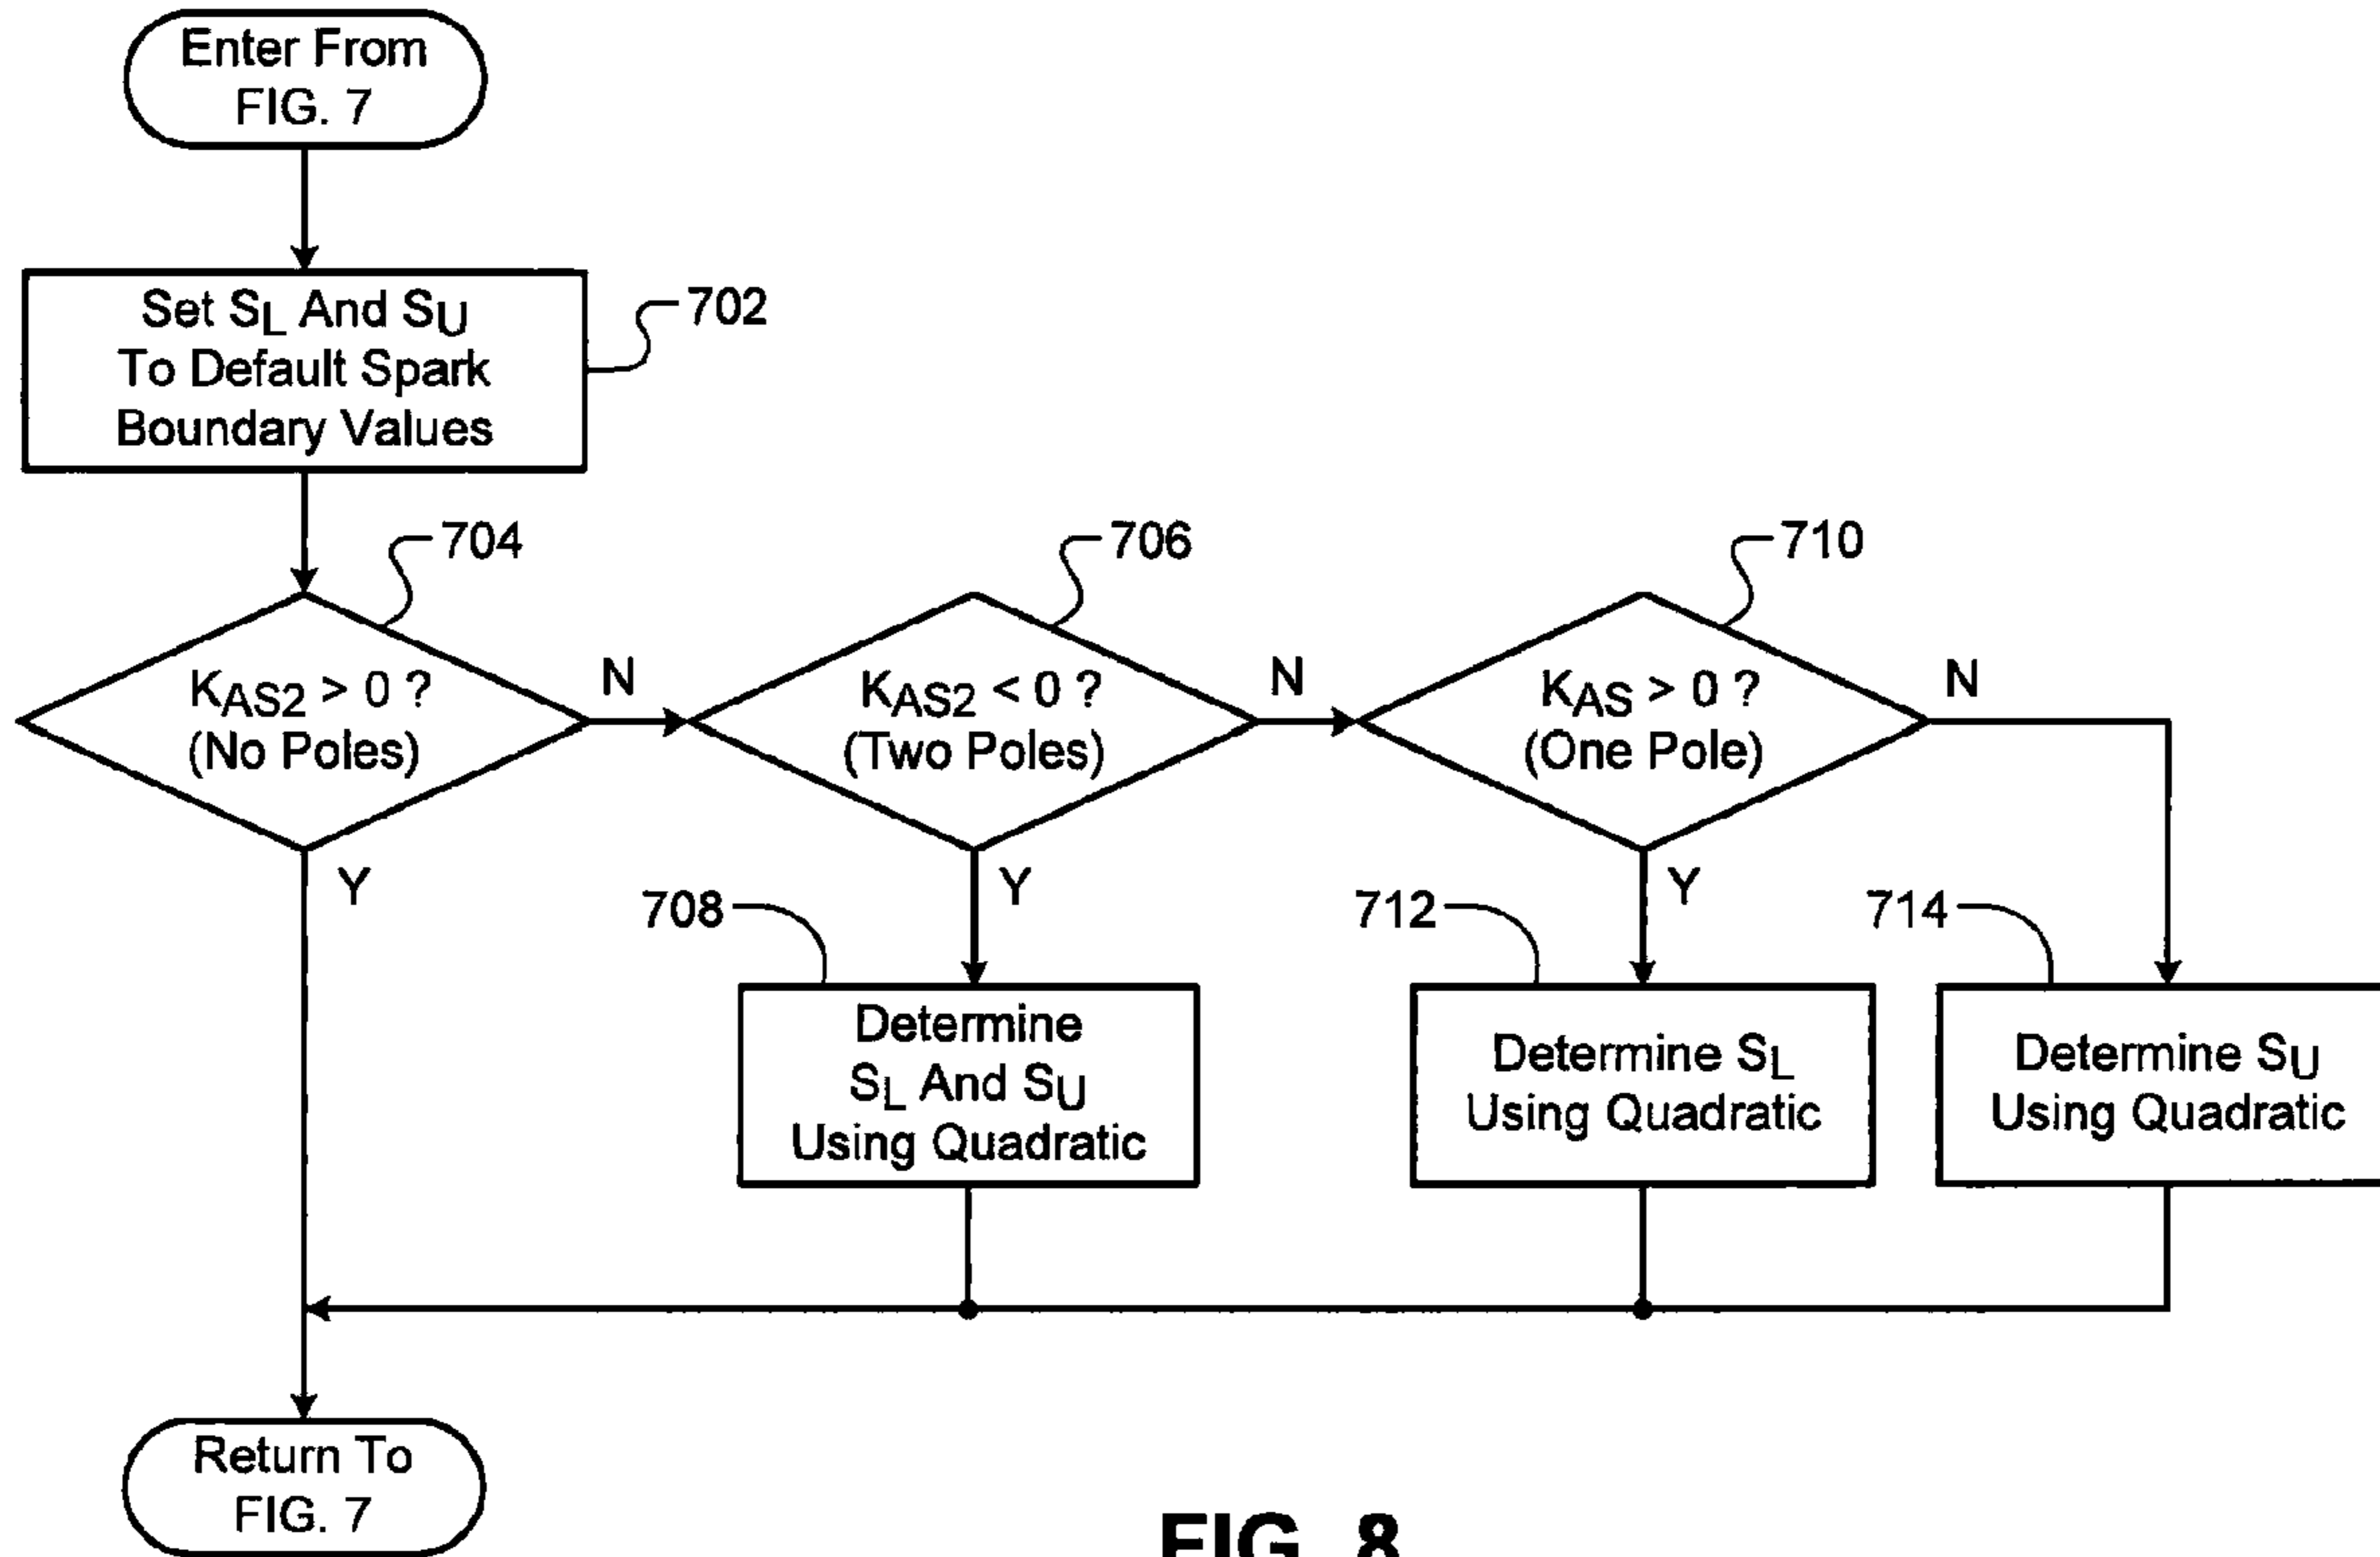 Enter From
FIG. 7
Set SL And SU
To Default Spark
Boundary Values
702
704
KAS2 > 0 ?
(No Poles)
N
Y
706
KAS2 < 0 ?
(Two Poles)
N
Y
710
KAS > 0 ?
(One Pole)
N
Y
708
Determine
SL And SU
Using Quadratic
712
Determine SL
Using Quadratic
714
Determine SU
Using Quadratic
Return To
FIG. 7
FIG. 8